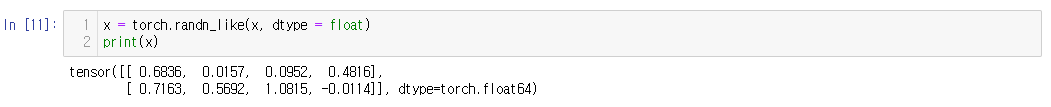 In [11]: 1 x = torch.randn_like(x, dtype = float)
2 print(x)
tensor([[ 0.6836, 0.0157, 0.0952, 0.4816],
[ 0.7163, 0.5692, 1.0815, -0.0114]], dtype=torch.float64)